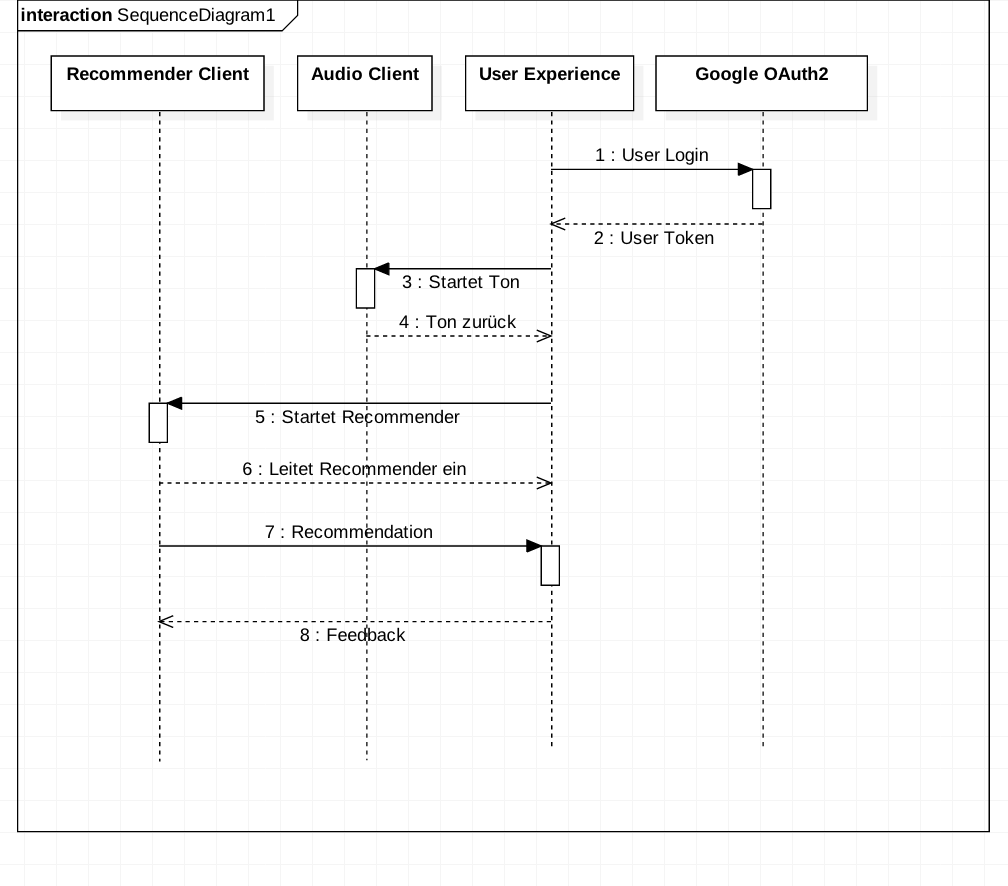 interaction SequenceDiagram1
Recommender Client
Audio Client
User Experience
Google OAuth2
1 : User Login
2 : User Token
3 : Startet Ton
4 : Ton zurück
5 : Startet Recommender
6 : Leitet Recommender ein
7 : Recommendation
8 : Feedback